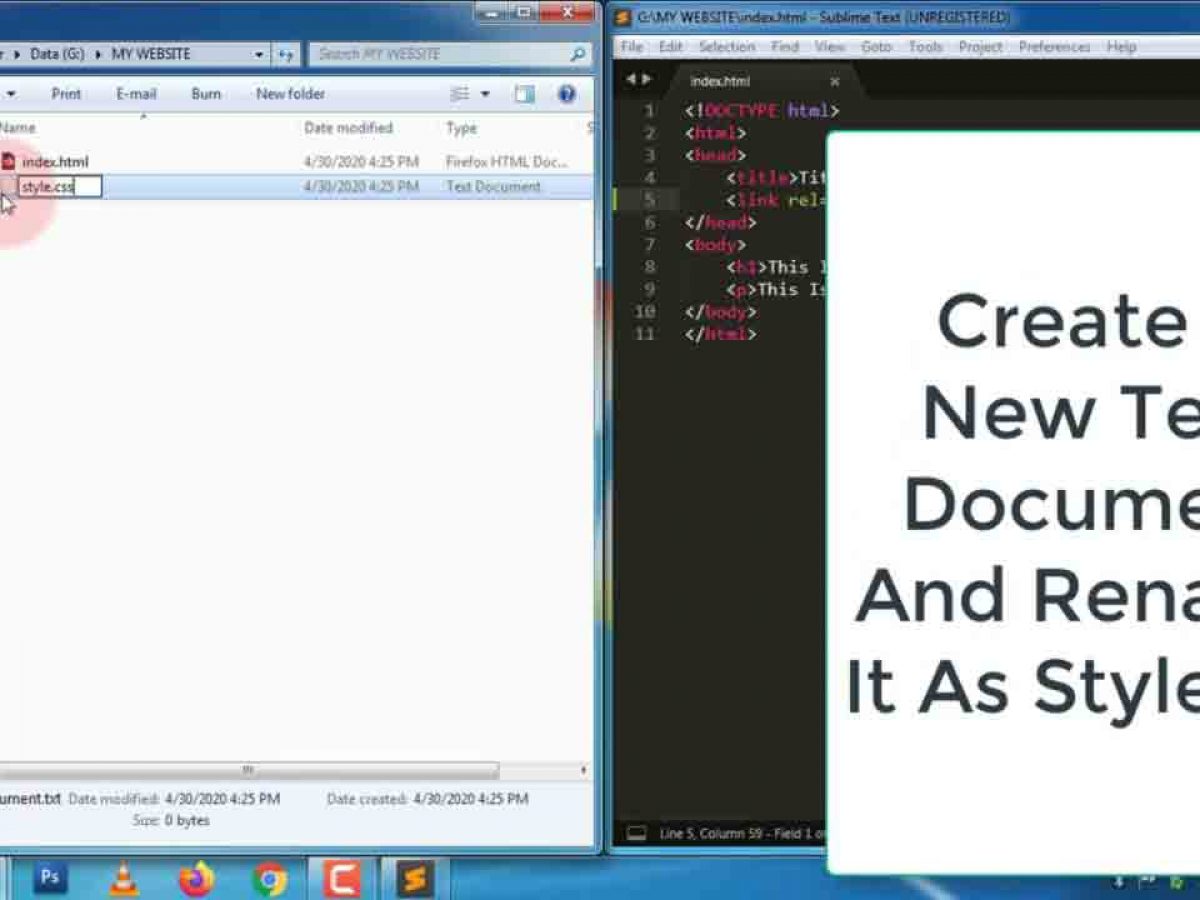 Data (G:) MY WEBSITE Search MY WEBSITE
Print E-mail Burn New folder
Name Date modified Type
index.html 4/30/2020 4:25 PM Firefox HTML Doc...
style.css 4/30/2020 4:25 PM Text Document
ument.txt Date modified: 4/30/2020 4:25 PM Date created: 4/30/2020 4:25 PM
Size: 0 bytes
G:\MY WEBSITE\index.html - Sublime Text (UNREGISTERED)
File Edit Selection Find View Goto Tools Project Preferences Help
index.html
1 <!DOCTYPE html>
2 <html>
3 <head>
4 <title>Tit
5 <link rel=
6 </head>
7 <body>
8 <h1>This I
9 <p>This Is
10 </body>
11 </html>
Line 5, Column 59 - Field 1 o
Create
New Te
Docume
And Rena
It As Style
Ps